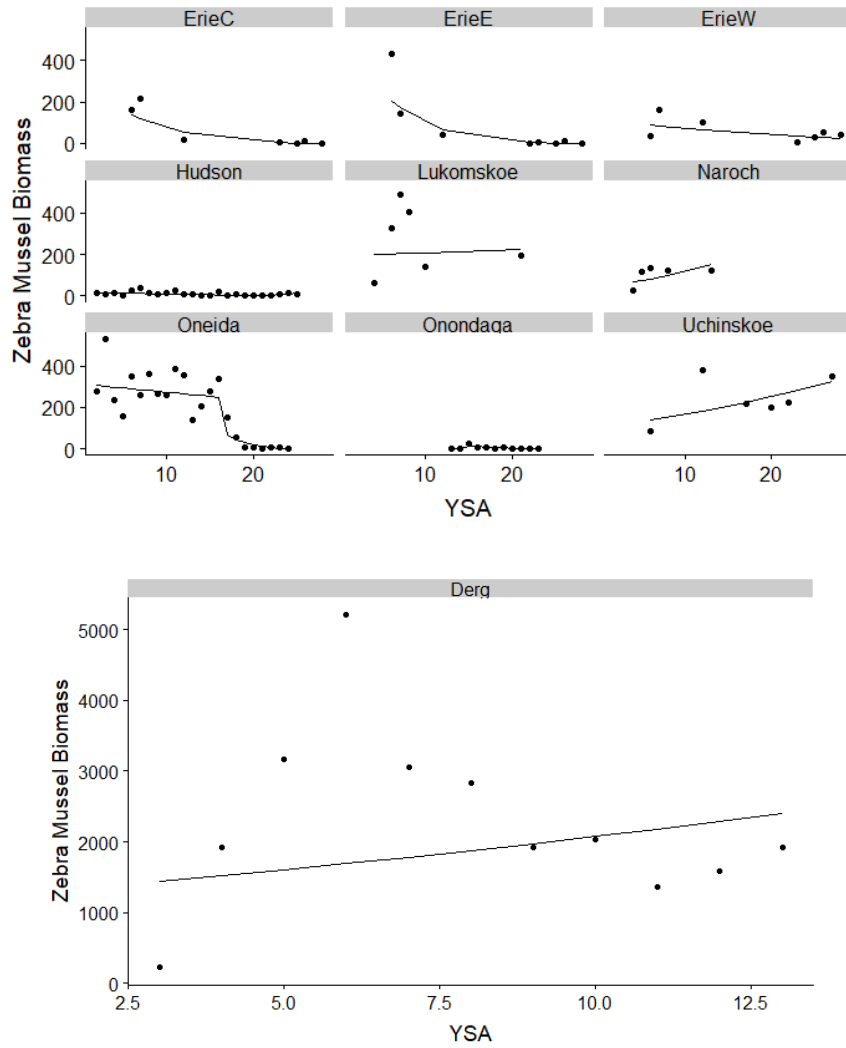 ErieC ErieE ErieW
400
200
0
Hudson Lukomskoe Naroch
400
200
0
Oneida Onondaga Uchinskoe
400
200
0
10 20 10 20 10 20
YSA
Zebra Mussel Biomass
Derg
5000
4000
3000
2000
1000
0
2.5 5.0 7.5 10.0 12.5
YSA
Zebra Mussel Biomass